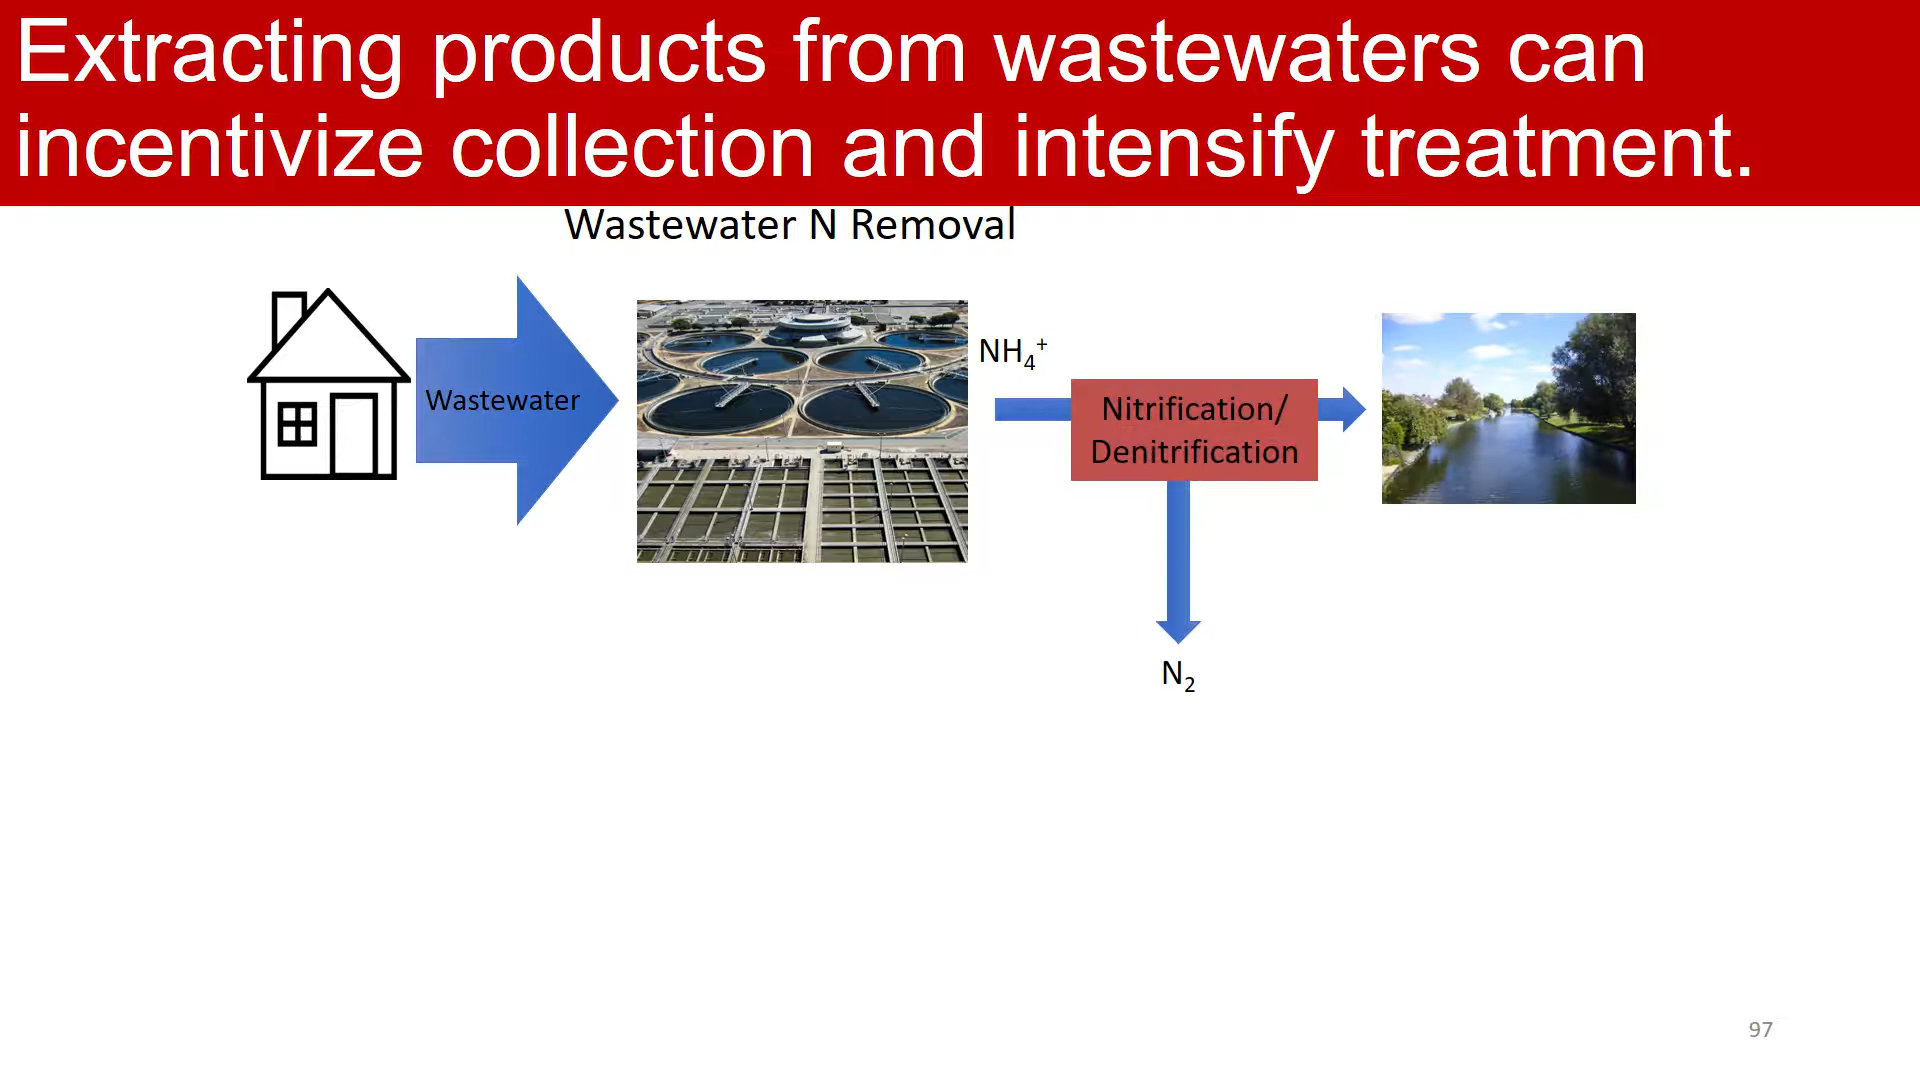 Extracting products from wastewaters can
incentivize collection and intensify treatment.
Wastewater N Removal
Wastewater
NH₄⁺
Nitrification/
Denitrification
N₂
97